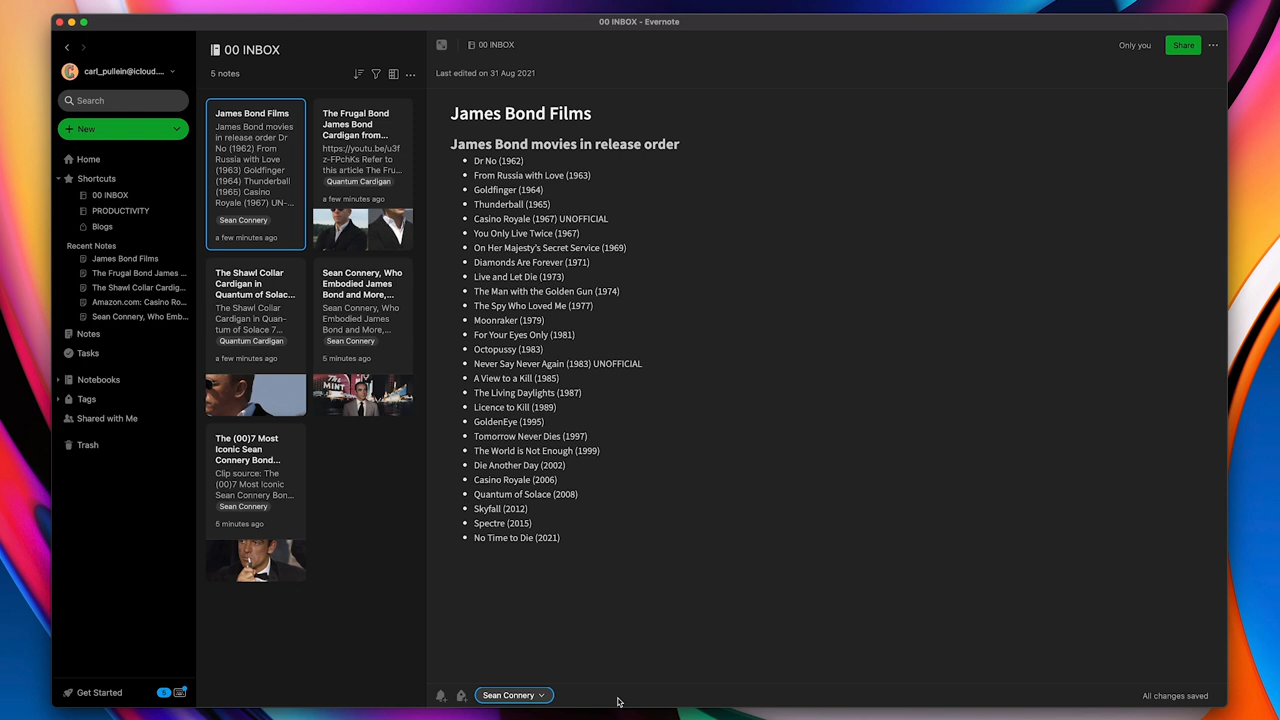 00 INBOX - Evernote
carl_pullein@icloud....
Search
New
Home
Shortcuts
00 INBOX
PRODUCTIVITY
Blogs
Recent Notes
James Bond Films
The Frugal Bond James ...
The Shawl Collar Cardig...
Amazon.com: Casino Ro...
Sean Connery, Who Emb...
Notes
Tasks
Notebooks
Tags
Shared with Me
Trash
Get Started
5
00 INBOX
5 notes
James Bond Films
James Bond movies
in release order Dr
No (1962) From
Russia with Love
(1963) Goldfinger
(1964) Thunderball
(1965) Casino
Royale (1967) UN-...
Sean Connery
a few minutes ago
The Frugal Bond
James Bond
Cardigan from...
https://youtu.be/u3f
z-FPchKs Refer to
this article The Fru...
Quantum Cardigan
a few minutes ago
The Shawl Collar
Cardigan in
Quantum of Solac...
The Shawl Collar
Cardigan in Quan-
tum of Solace 7...
Quantum Cardigan
a few minutes ago
Sean Connery, Who
Embodied James
Bond and More,...
Sean Connery, Who
Embodied James
Bond and More,...
Sean Connery
5 minutes ago
THE
MINT
The (00)7 Most
Iconic Sean
Connery Bond...
Clip source: The
(00)7 Most Iconic
Sean Connery Bon...
Sean Connery
5 minutes ago
00 INBOX
Only you
Share
Last edited on 31 Aug 2021
James Bond Films
James Bond movies in release order
• Dr No (1962)
• From Russia with Love (1963)
• Goldfinger (1964)
• Thunderball (1965)
• Casino Royale (1967) UNOFFICIAL
• You Only Live Twice (1967)
• On Her Majesty's Secret Service (1969)
• Diamonds Are Forever (1971)
• Live and Let Die (1973)
• The Man with the Golden Gun (1974)
• The Spy Who Loved Me (1977)
• Moonraker (1979)
• For Your Eyes Only (1981)
• Octopussy (1983)
• Never Say Never Again (1983) UNOFFICIAL
• A View to a Kill (1985)
• The Living Daylights (1987)
• Licence to Kill (1989)
• GoldenEye (1995)
• Tomorrow Never Dies (1997)
• The World is Not Enough (1999)
• Die Another Day (2002)
• Casino Royale (2006)
• Quantum of Solace (2008)
• Skyfall (2012)
• Spectre (2015)
• No Time to Die (2021)
Sean Connery
All changes saved